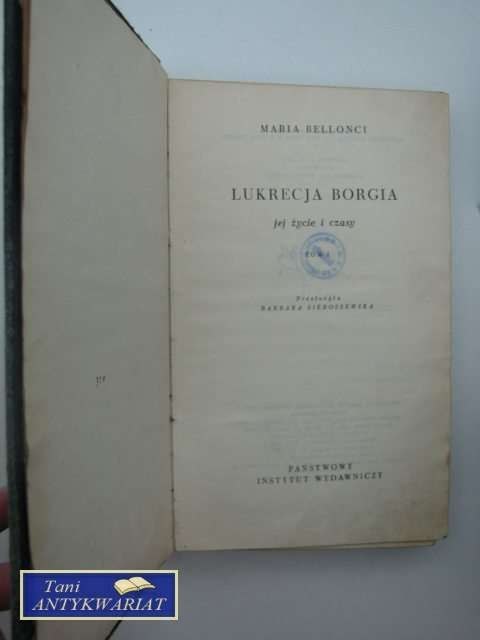 MARIA BELLONCI
LUKRECJA BORGIA
jej życie i czasy
TOM I
Przełożyła
BARBARA SIEROSZEWSKA
PAŃSTWOWY
INSTYTUT WYDAWNICZY
Tani
ANTYKWARIAT